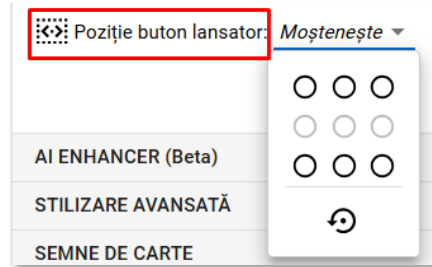 Poziție buton lansator: Moștenește
AI ENHANCER (Beta)
STILIZARE AVANSATĂ
SEMNE DE CARTE